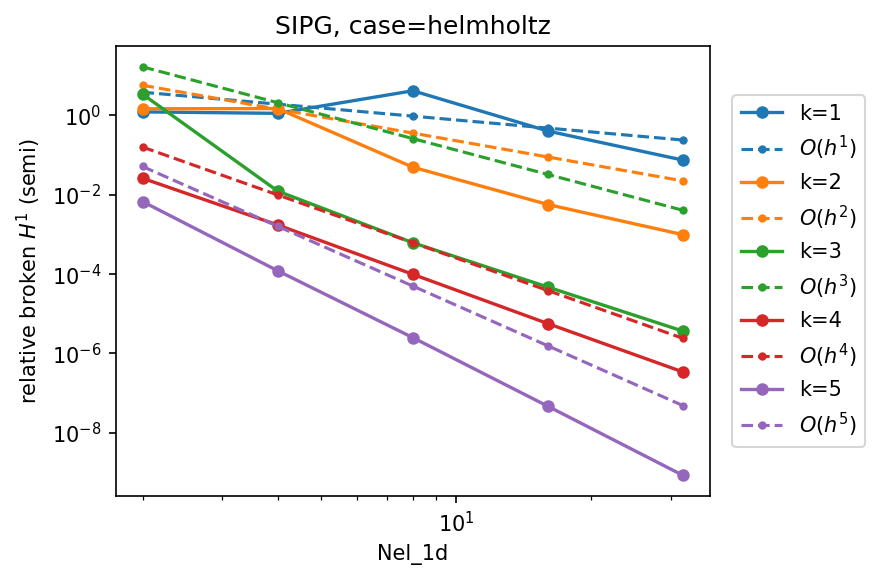 SIPG, case=helmholtz
relative broken $H^1$ (semi)
$10^0$
$10^{-2}$
$10^{-4}$
$10^{-6}$
$10^{-8}$
$10^1$
Nel_1d
k=1
$O(h^1)$
k=2
$O(h^2)$
k=3
$O(h^3)$
k=4
$O(h^4)$
k=5
$O(h^5)$